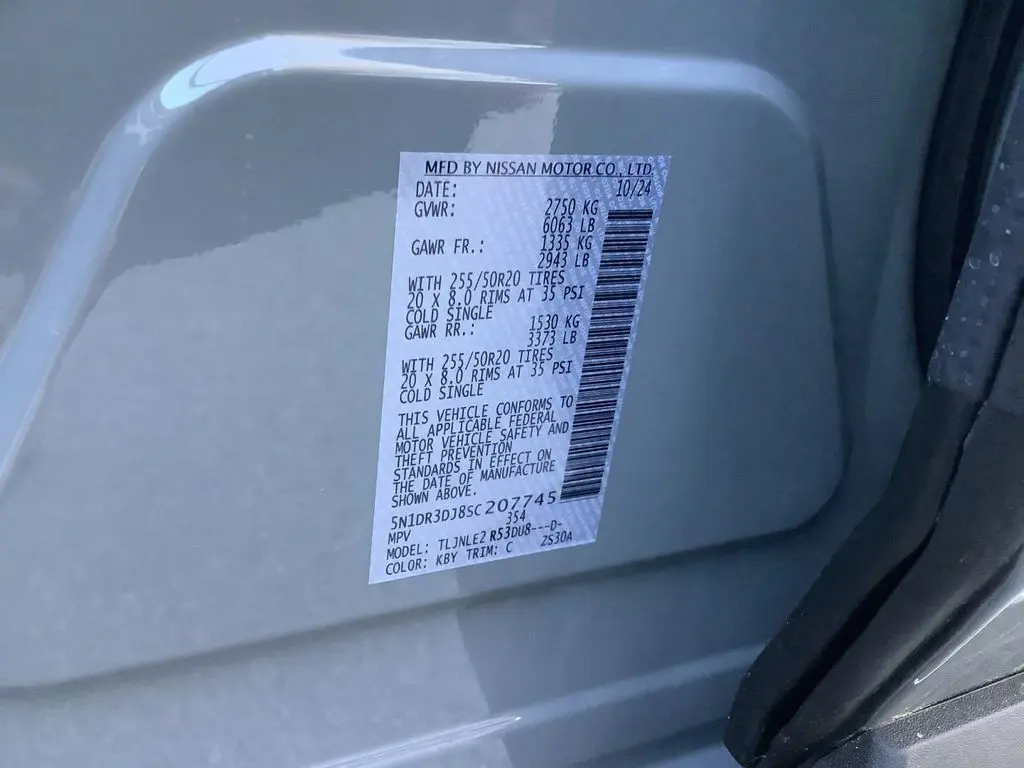 MFD BY NISSAN MOTOR CO., LTD
DATE: 10/24
GVWR: 2750 KG
6063 LB
GAWR FR.: 1335 KG
2943 LB
WITH 255/50R20 TIRES
20 X 8.0 RIMS AT 35 PSI
COLD SINGLE
GAWR RR.: 1530 KG
3373 LB
WITH 255/50R20 TIRES
20 X 8.0 RIMS AT 35 PSI
COLD SINGLE
THIS VEHICLE CONFORMS TO
ALL APPLICABLE FEDERAL
MOTOR VEHICLE SAFETY AND
THEFT PREVENTION
STANDARDS IN EFFECT ON
THE DATE OF MANUFACTURE
SHOWN ABOVE.
5N1DR3DJ8SC207745
MPV 354
MODEL: TLJNLE2 R53DU8---D-
COLOR: KBY TRIM: C ZS30A